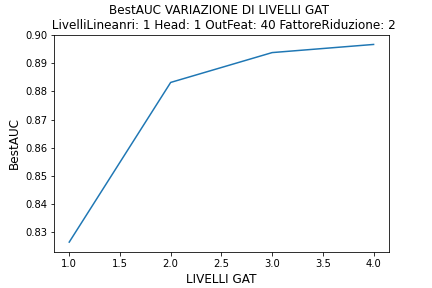 BestAUC VARIAZIONE DI LIVELLI GAT
LivelliLineanri: 1 Head: 1 OutFeat: 40 FattoreRiduzione: 2
BestAUC
0.90
0.89
0.88
0.87
0.86
0.85
0.84
0.83
1.0 1.5 2.0 2.5 3.0 3.5 4.0
LIVELLI GAT